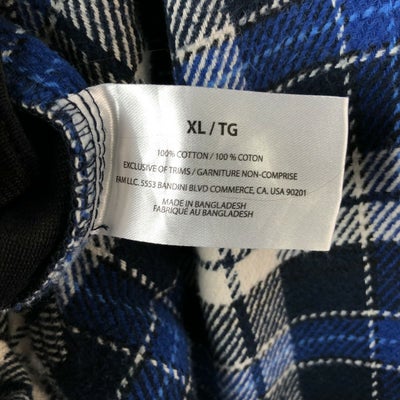 XL / TG
100% COTTON / 100 % COTON
EXCLUSIVE OF TRIMS / GARNITURE NON-COMPRISE
FAM LLC. 5553 BANDINI BLVD COMMERCE, CA. USA 90201
MADE IN BANGLADESH
FABRIQUÉ AU BANGLADESH